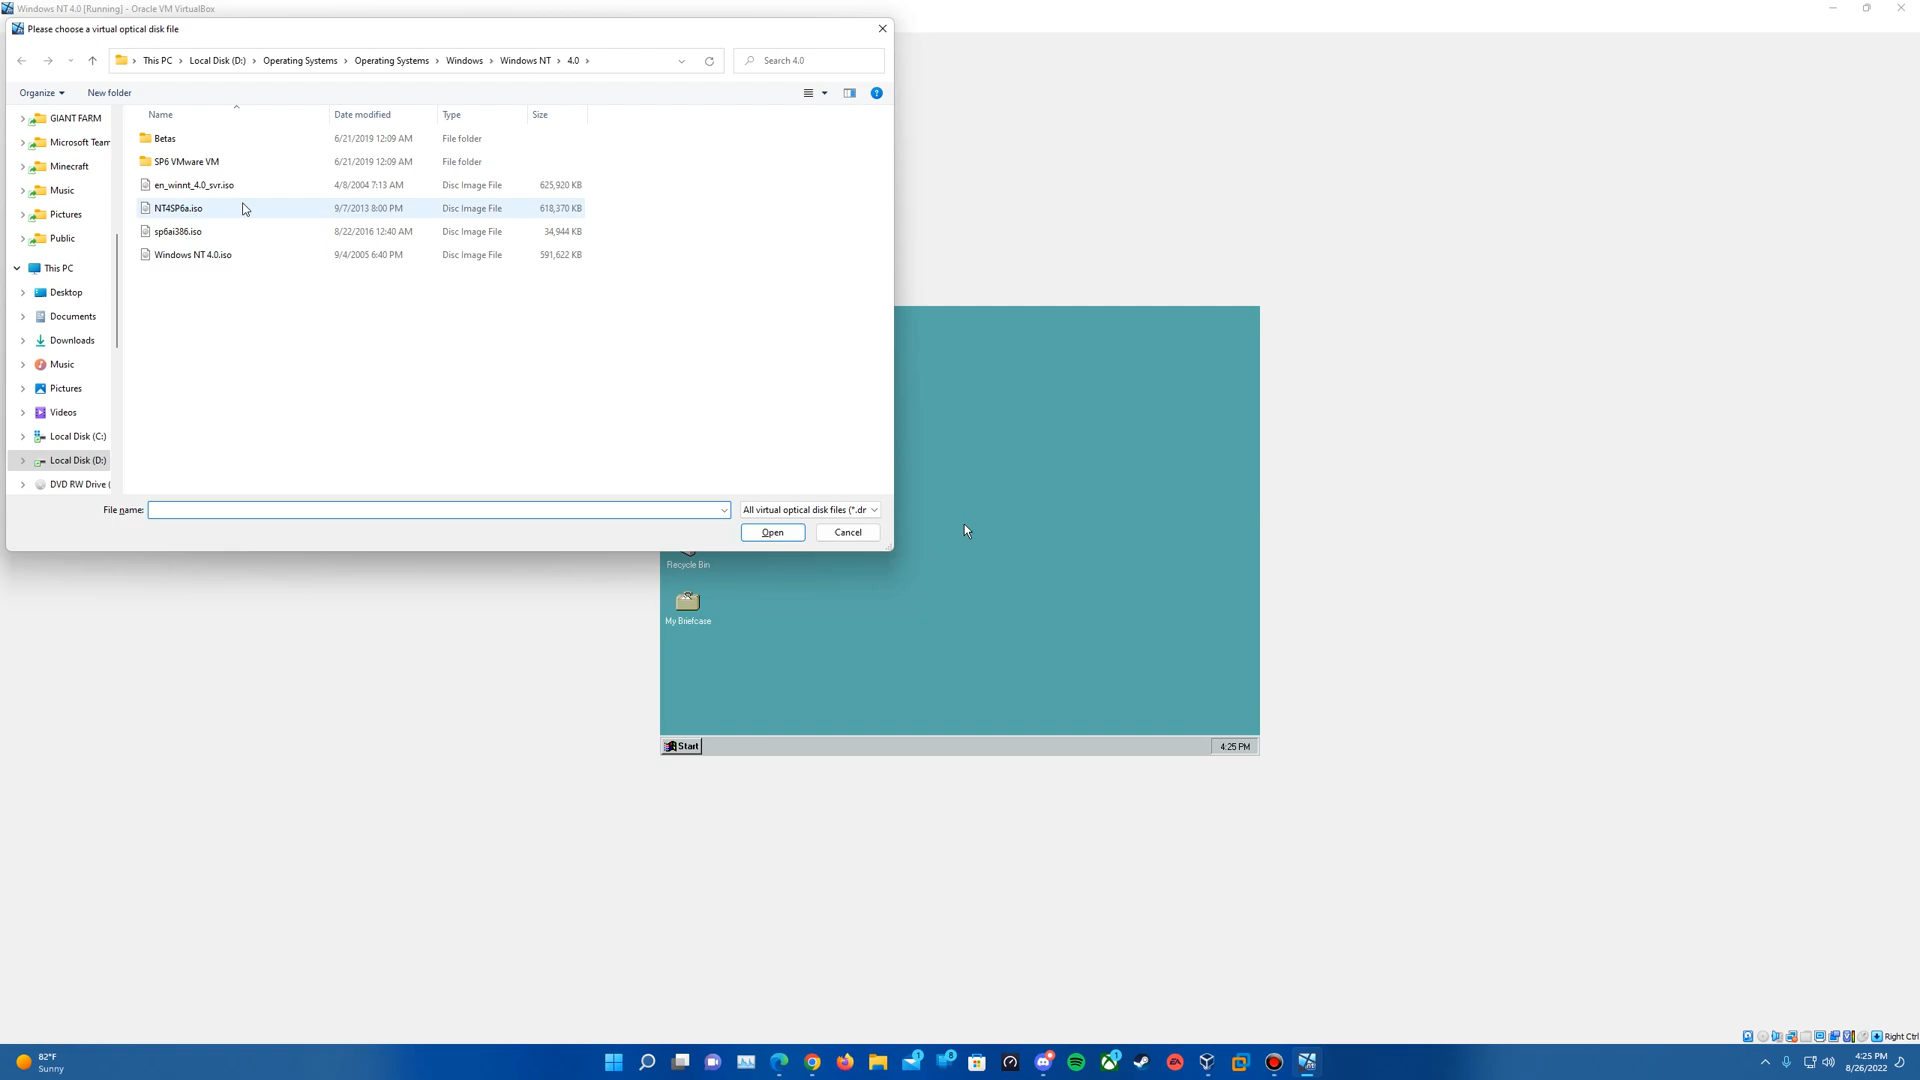 Windows NT 4.0 [Running] - Oracle VM VirtualBox
Please choose a virtual optical disk file
This PC > Local Disk (D:) > Operating Systems > Operating Systems > Windows > Windows NT > 4.0 >
Search 4.0
Organize
New folder
Name Date modified Type Size
Betas 6/21/2019 12:09 AM File folder
SP6 VMware VM 6/21/2019 12:09 AM File folder
en_winnt_4.0_svr.iso 4/8/2004 7:13 AM Disc Image File 625,920 KB
NT4SP6a.iso 9/7/2013 8:00 PM Disc Image File 618,370 KB
sp6ai386.iso 8/22/2016 12:40 AM Disc Image File 34,944 KB
Windows NT 4.0.iso 9/4/2005 6:40 PM Disc Image File 591,622 KB
GIANT FARM
Microsoft Team
Minecraft
Music
Pictures
Public
This PC
Desktop
Documents
Downloads
Music
Pictures
Videos
Local Disk (C:)
Local Disk (D:)
DVD RW Drive (
File name:
All virtual optical disk files (*.dr
Open
Cancel
Recycle Bin
My Briefcase
Start
4:25 PM
Right Ctrl
82°F
Sunny
1
8
1
4:25 PM
8/26/2022